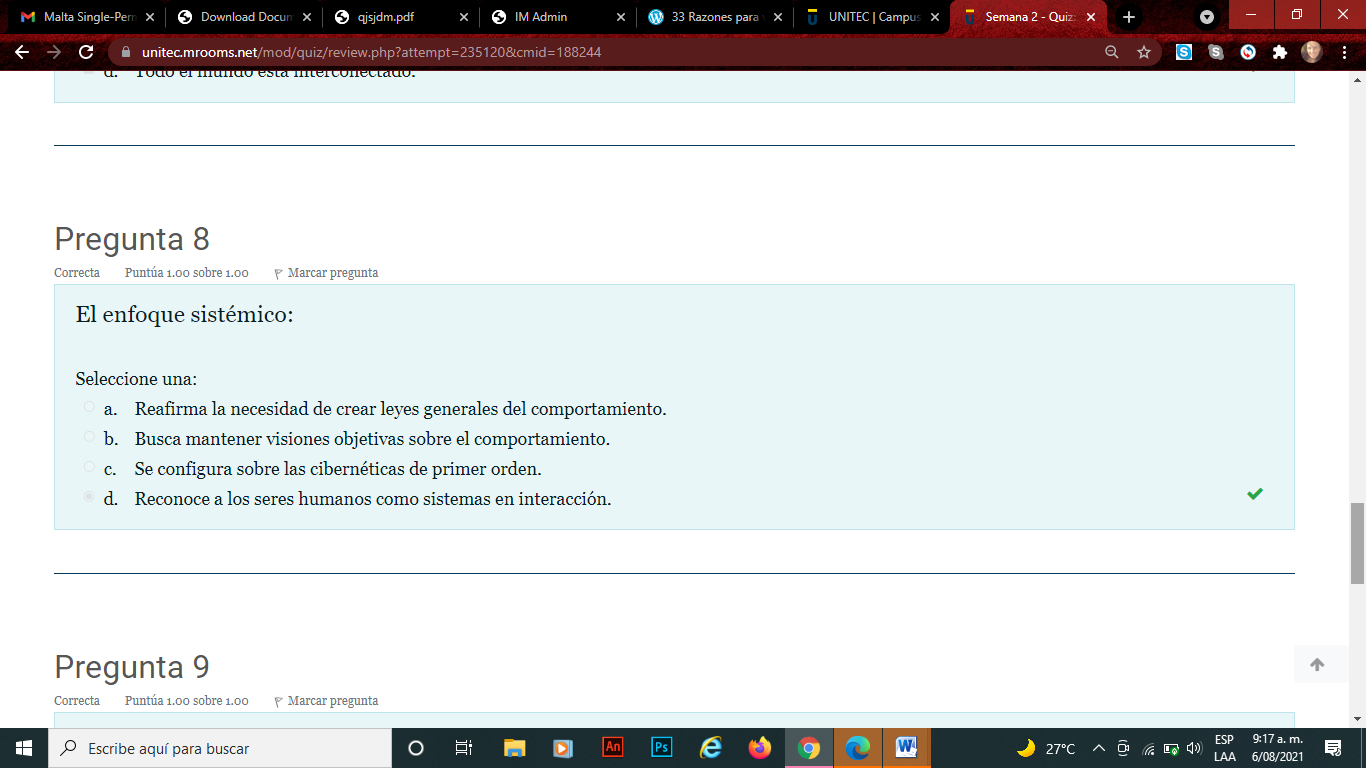 Malta Single-Perm
Download Docum
qjsjdm.pdf
IM Admin
33 Razones para
UNITEC | Campus
Semana 2 - Quiz:
unitec.mrooms.net/mod/quiz/review.php?attempt=235120&cmid=188244
d. Todo el mundo está interconectado.
Pregunta 8
Correcta Puntúa 1.00 sobre 1.00 Marcar pregunta
El enfoque sistémico:
Seleccione una:
a. Reafirma la necesidad de crear leyes generales del comportamiento.
b. Busca mantener visiones objetivas sobre el comportamiento.
c. Se configura sobre las cibernéticas de primer orden.
d. Reconoce a los seres humanos como sistemas en interacción.
Pregunta 9
Correcta Puntúa 1.00 sobre 1.00 Marcar pregunta
Escribe aquí para buscar
An
Ps
27°C
ESP
LAA
9:17 a. m.
6/08/2021